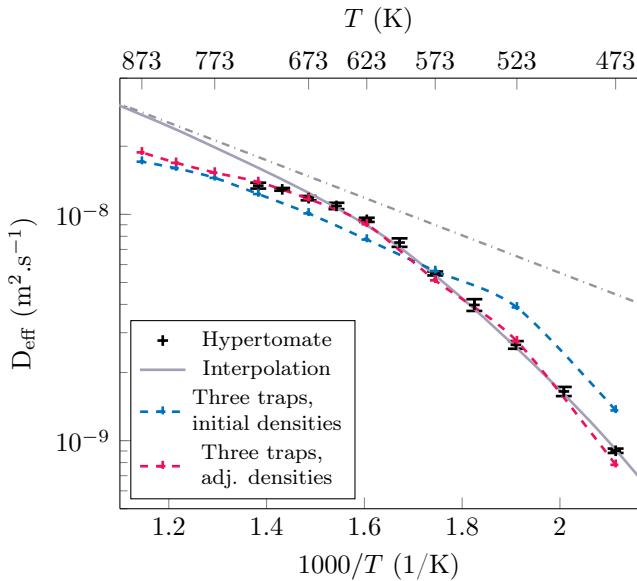 T (K)
873 773 673 623 573 523 473
10⁻⁸
10⁻⁹
D_eff (m².s⁻¹)
Hypertomate
Interpolation
Three traps,
initial densities
Three traps,
adj. densities
1.2 1.4 1.6 1.8 2
1000/T (1/K)